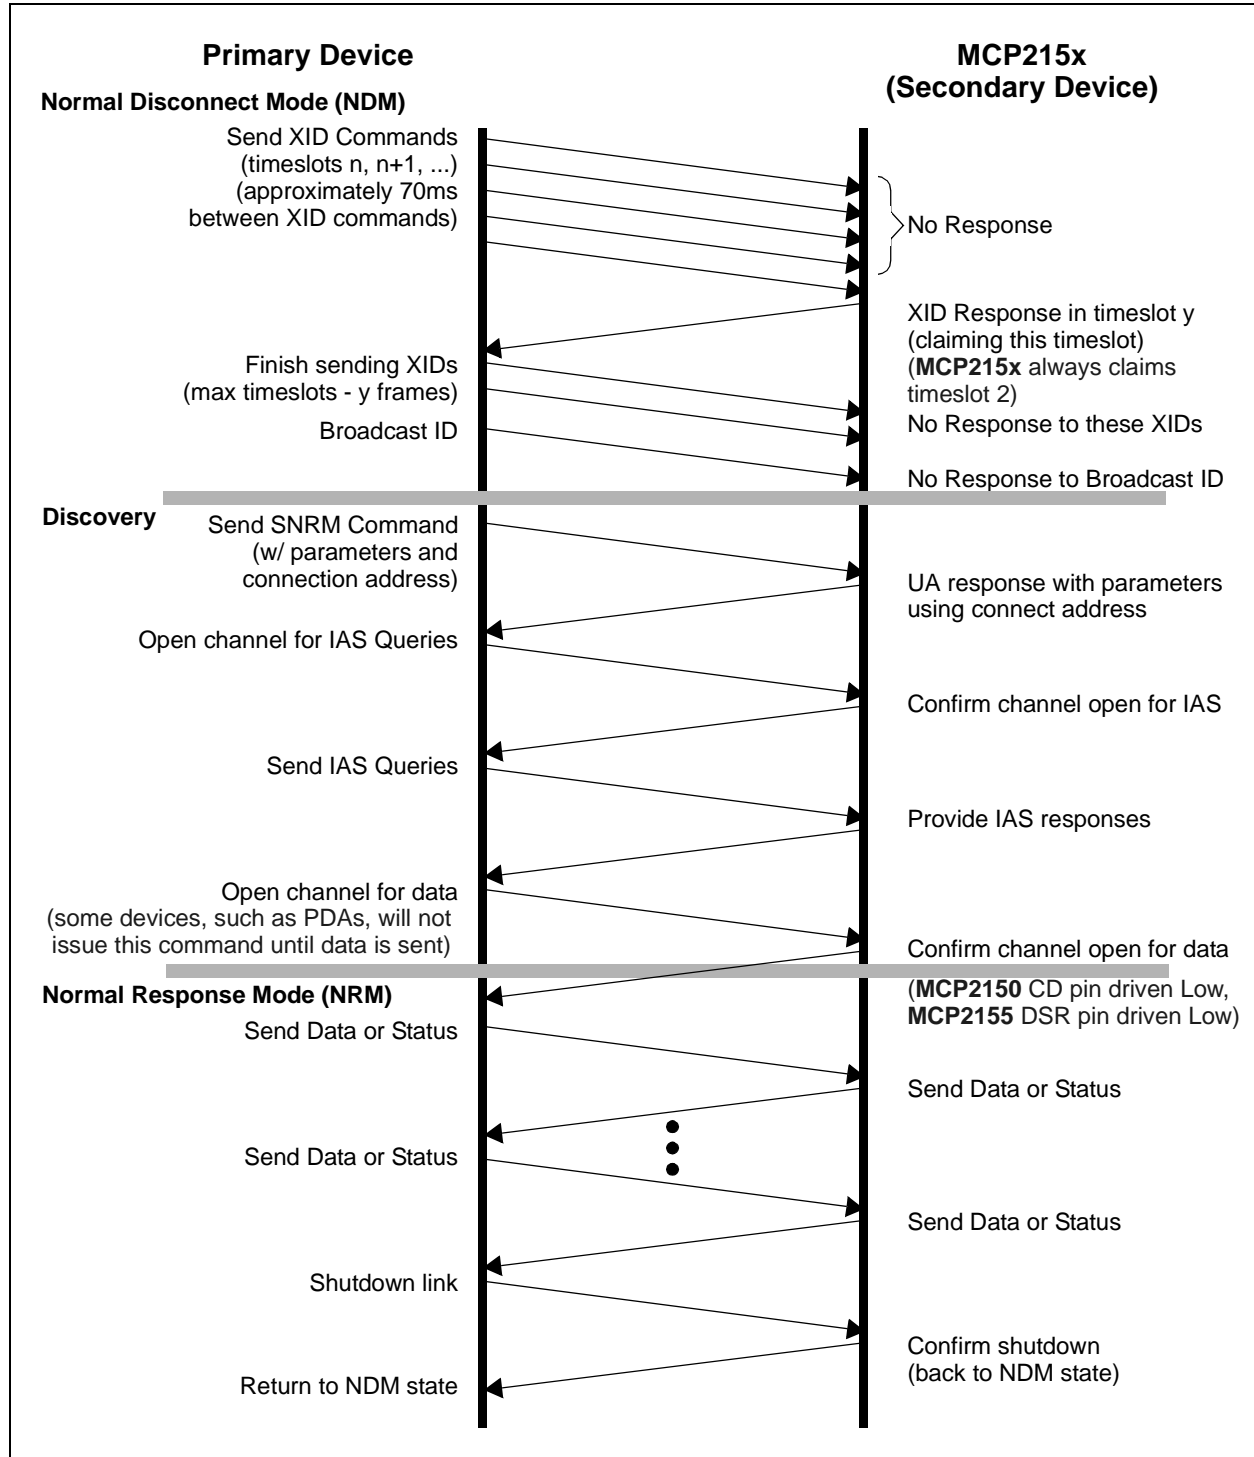 Primary Device
MCP215x
(Secondary Device)
Normal Disconnect Mode (NDM)
Send XID Commands
(timeslots n, n+1, ...)
(approximately 70ms
between XID commands)
No Response
XID Response in timeslot y
(claiming this timeslot)
(MCP215x always claims
timeslot 2)
Finish sending XIDs
(max timeslots - y frames)
No Response to these XIDs
Broadcast ID
No Response to Broadcast ID
Discovery
Send SNRM Command
(w/ parameters and
connection address)
UA response with parameters
using connect address
Open channel for IAS Queries
Confirm channel open for IAS
Send IAS Queries
Provide IAS responses
Open channel for data
(some devices, such as PDAs, will not
issue this command until data is sent)
Confirm channel open for data
(MCP2150 CD pin driven Low,
MCP2155 DSR pin driven Low)
Normal Response Mode (NRM)
Send Data or Status
Send Data or Status
Send Data or Status
Send Data or Status
Shutdown link
Confirm shutdown
(back to NDM state)
Return to NDM state